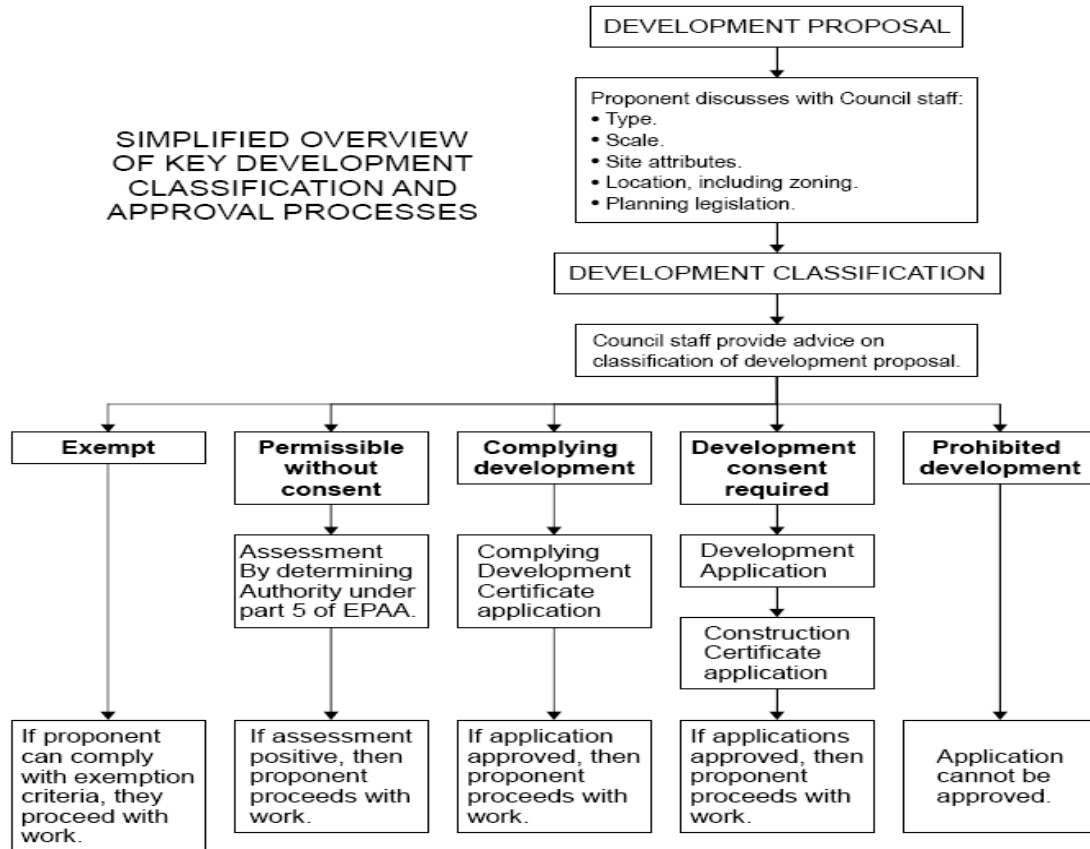 DEVELOPMENT PROPOSAL
Proponent discusses with Council staff:
• Type.
• Scale.
• Site attributes.
• Location, including zoning.
• Planning legislation.
SIMPLIFIED OVERVIEW
OF KEY DEVELOPMENT
CLASSIFICATION AND
APPROVAL PROCESSES
DEVELOPMENT CLASSIFICATION
Council staff provide advice on
classification of development proposal.
Exempt
Permissible
without
consent
Complying
development
Development
consent
required
Prohibited
development
Assessment
By determining
Authority under
part 5 of EPAA.
Complying
Development
Certificate
application
Development
Application
Construction
Certificate
application
If proponent
can comply
with exemption
criteria, they
proceed with
work.
If assessment
positive, then
proponent
proceeds with
work.
If application
approved, then
proponent
proceeds with
work.
If applications
approved, then
proponent
proceeds with
work.
Application
cannot be
approved.